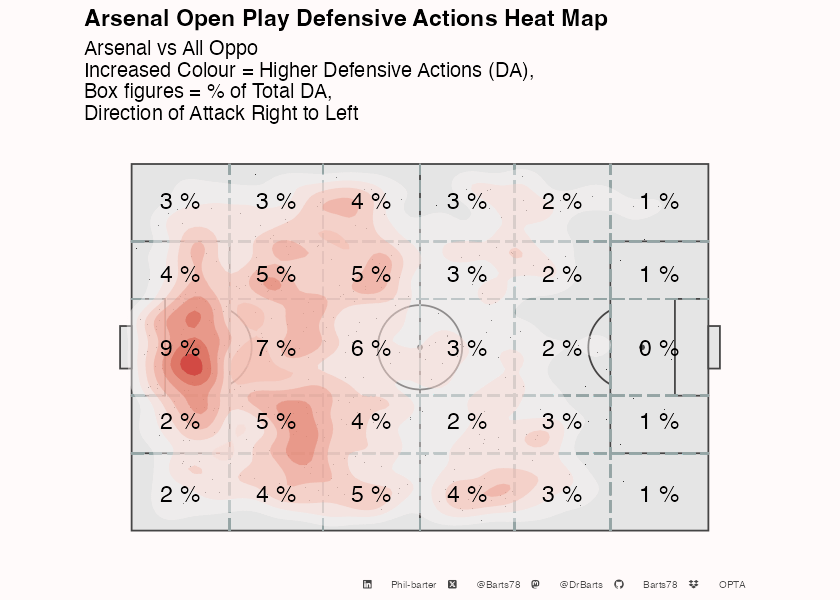 Arsenal Open Play Defensive Actions Heat Map
Arsenal vs All Oppo
Increased Colour = Higher Defensive Actions (DA),
Box figures = % of Total DA,
Direction of Attack Right to Left
3 % 3 % 4 % 3 % 2 % 1 %
4 % 5 % 5 % 3 % 2 % 1 %
9 % 7 % 6 % 3 % 2 % 0 %
2 % 5 % 4 % 2 % 3 % 1 %
2 % 4 % 5 % 4 % 3 % 1 %
Phil-barter @Barts78 @DrBarts Barts78 OPTA